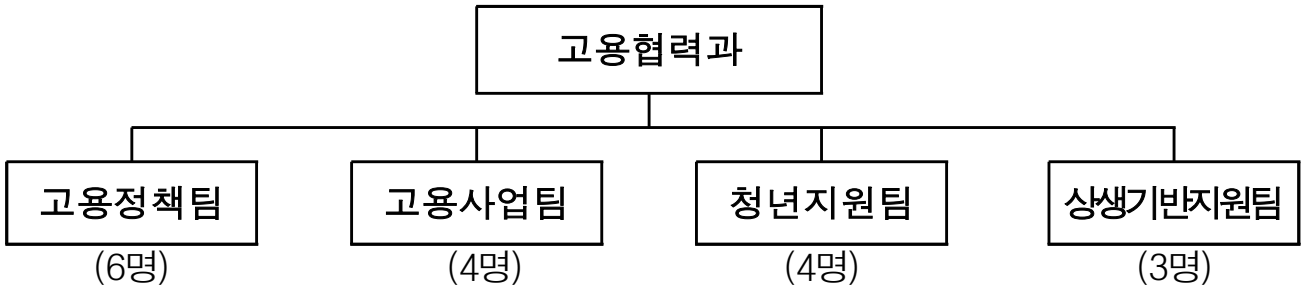 고용협력과
고용정책팀 고용사업팀 청년지원팀 상생기반지원팀
(6명) (4명) (4명) (3명)